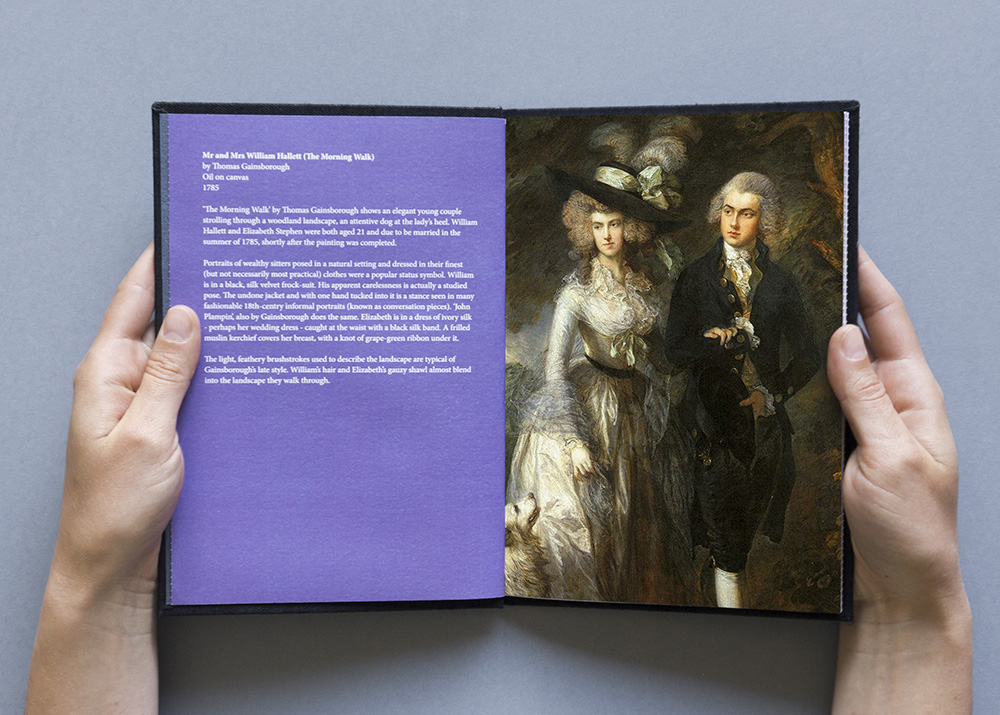 Mr and Mrs William Hallett (The Morning Walk)
by Thomas Gainsborough
Oil on canvas
1785
'The Morning Walk' by Thomas Gainsborough shows an elegant young couple
strolling through a woodland landscape, an attentive dog at the lady's heel. William
Hallett and Elizabeth Stephen were both aged 21 and due to be married in the
summer of 1785, shortly after the painting was completed.
Portraits of wealthy sitters posed in a natural setting and dressed in their finest
(but not necessarily most practical) clothes were a popular status symbol. William
is in a black, silk velvet frock-suit. His apparent carelessness is actually a studied
pose. The undone jacket and with one hand tucked into it is a stance seen in many
fashionable 18th-centry informal portraits (known as conversation pieces). 'John
Plampin', also by Gainsborough does the same. Elizabeth is in a dress of ivory silk
- perhaps her wedding dress - caught at the waist with a black silk band. A frilled
muslin kerchief covers her breast, with a knot of grape-green ribbon under it.
The light, feathery brushstrokes used to describe the landscape are typical of
Gainsborough's late style. William's hair and Elizabeth's gauzy shawl almost blend
into the landscape they walk through.